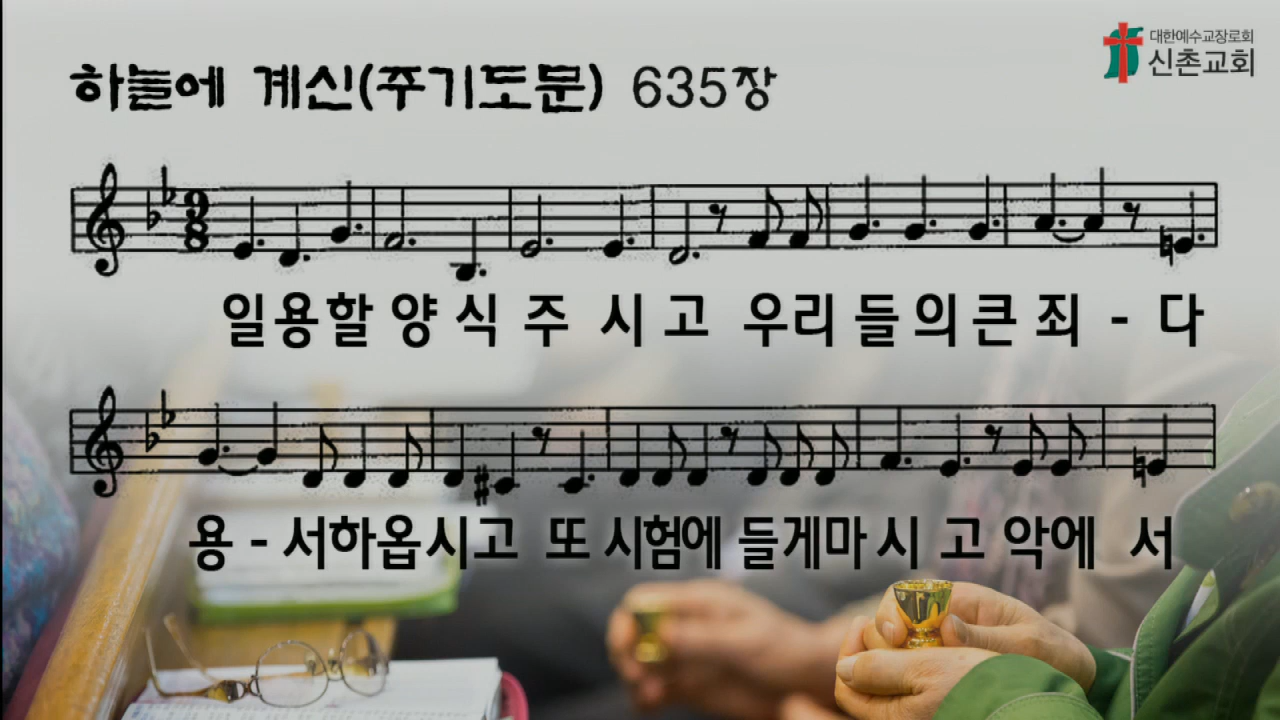 대한예수교장로회
신촌교회
하늘에 계신(주기도문) 635장
일용할 양식 주 시 고 우리 들의큰죄 - 다
용 - 서하옵시고 또 시험에 들게마 시 고 악에 서